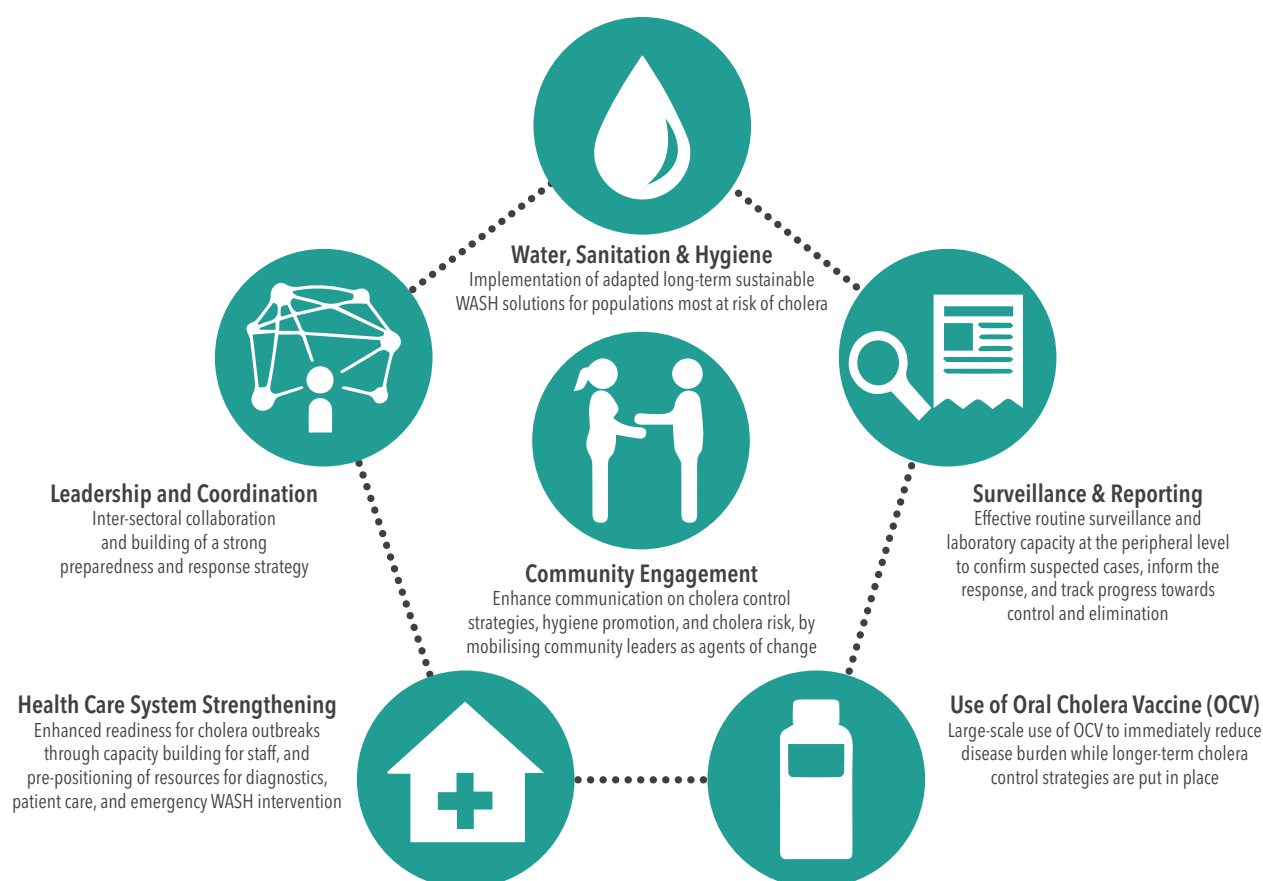 Water, Sanitation & Hygiene
Implementation of adapted long-term sustainable
WASH solutions for populations most at risk of cholera
Leadership and Coordination
Inter-sectoral collaboration
and building of a strong
preparedness and response strategy
Surveillance & Reporting
Effective routine surveillance and
laboratory capacity at the peripheral level
to confirm suspected cases, inform the
response, and track progress towards
control and elimination
Community Engagement
Enhance communication on cholera control
strategies, hygiene promotion, and cholera risk, by
mobilising community leaders as agents of change
Health Care System Strengthening
Enhanced readiness for cholera outbreaks
through capacity building for staff, and
pre-positioning of resources for diagnostics,
patient care, and emergency WASH intervention
Use of Oral Cholera Vaccine (OCV)
Large-scale use of OCV to immediately reduce
disease burden while longer-term cholera
control strategies are put in place